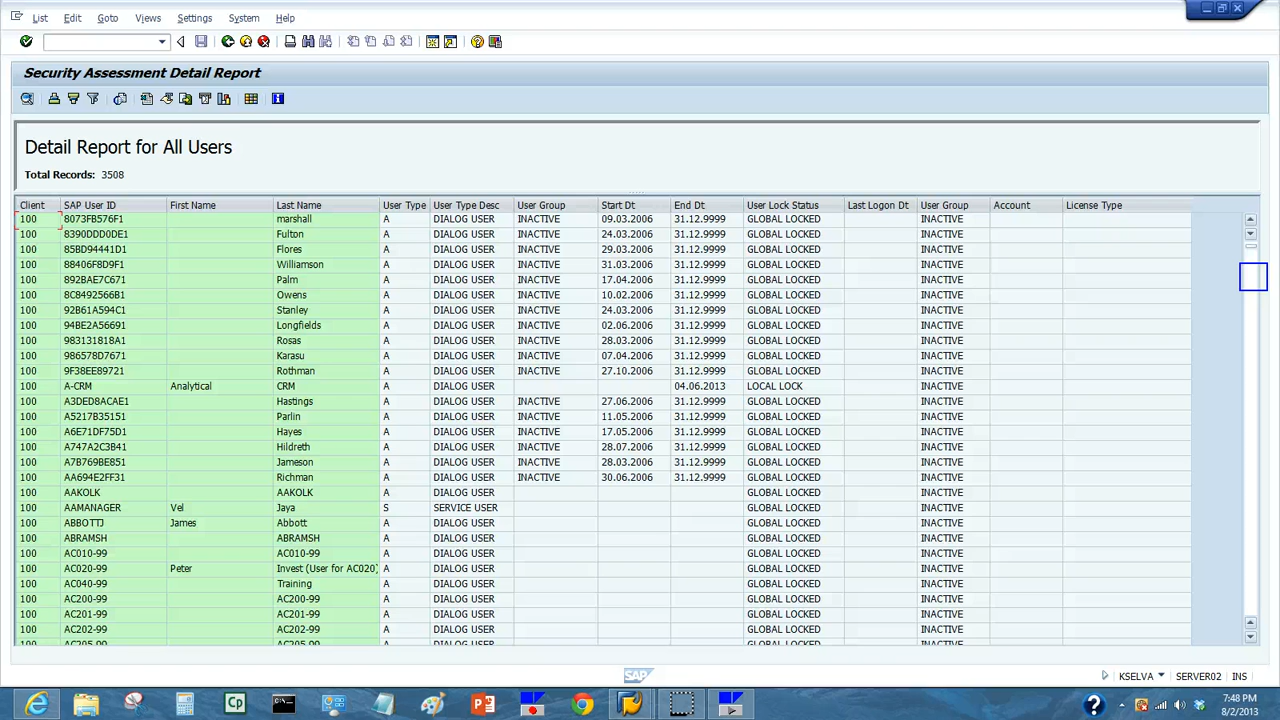 List Edit Goto Views Settings System Help
Security Assessment Detail Report
Detail Report for All Users
Total Records: 3508
Client SAP User ID First Name Last Name User Type User Type Desc User Group Start Dt End Dt User Lock Status Last Logon Dt User Group Account License Type
100 8073FB576F1 marshall A DIALOG USER INACTIVE 09.03.2006 31.12.9999 GLOBAL LOCKED INACTIVE
100 8390DDD0DE1 Fulton A DIALOG USER INACTIVE 24.03.2006 31.12.9999 GLOBAL LOCKED INACTIVE
100 85BD94441D1 Flores A DIALOG USER INACTIVE 29.03.2006 31.12.9999 GLOBAL LOCKED INACTIVE
100 88406F8D9F1 Williamson A DIALOG USER INACTIVE 31.03.2006 31.12.9999 GLOBAL LOCKED INACTIVE
100 892BAE7C671 Palm A DIALOG USER INACTIVE 17.04.2006 31.12.9999 GLOBAL LOCKED INACTIVE
100 8C8492566B1 Owens A DIALOG USER INACTIVE 10.02.2006 31.12.9999 GLOBAL LOCKED INACTIVE
100 92B61A594C1 Stanley A DIALOG USER INACTIVE 24.03.2006 31.12.9999 GLOBAL LOCKED INACTIVE
100 94BE2A56691 Longfields A DIALOG USER INACTIVE 02.06.2006 31.12.9999 GLOBAL LOCKED INACTIVE
100 983131818A1 Rosas A DIALOG USER INACTIVE 28.03.2006 31.12.9999 GLOBAL LOCKED INACTIVE
100 986578D7671 Karasu A DIALOG USER INACTIVE 07.04.2006 31.12.9999 GLOBAL LOCKED INACTIVE
100 9F38EE89721 Rothman A DIALOG USER INACTIVE 27.10.2006 31.12.9999 GLOBAL LOCKED INACTIVE
100 A-CRM Analytical CRM A DIALOG USER 04.06.2013 LOCAL LOCK INACTIVE
100 A3DED8ACAE1 Hastings A DIALOG USER INACTIVE 27.06.2006 31.12.9999 GLOBAL LOCKED INACTIVE
100 A5217B35151 Parlin A DIALOG USER INACTIVE 11.05.2006 31.12.9999 GLOBAL LOCKED INACTIVE
100 A6E71DF75D1 Hayes A DIALOG USER INACTIVE 17.05.2006 31.12.9999 GLOBAL LOCKED INACTIVE
100 A747A2C3B41 Hildreth A DIALOG USER INACTIVE 28.07.2006 31.12.9999 GLOBAL LOCKED INACTIVE
100 A7B769BE851 Jameson A DIALOG USER INACTIVE 28.03.2006 31.12.9999 GLOBAL LOCKED INACTIVE
100 AA694E2FF31 Richman A DIALOG USER INACTIVE 30.06.2006 31.12.9999 GLOBAL LOCKED INACTIVE
100 AAKOLK AAKOLK A DIALOG USER GLOBAL LOCKED INACTIVE
100 AAMANAGER Vel Jaya S SERVICE USER GLOBAL LOCKED INACTIVE
100 ABBOTTJ James Abbott A DIALOG USER GLOBAL LOCKED INACTIVE
100 ABRAMSH ABRAMSH A DIALOG USER GLOBAL LOCKED INACTIVE
100 AC010-99 AC010-99 A DIALOG USER GLOBAL LOCKED INACTIVE
100 AC020-99 Peter Invest (User for AC020) A DIALOG USER GLOBAL LOCKED INACTIVE
100 AC040-99 Training A DIALOG USER GLOBAL LOCKED INACTIVE
100 AC200-99 AC200-99 A DIALOG USER GLOBAL LOCKED INACTIVE
100 AC201-99 AC201-99 A DIALOG USER GLOBAL LOCKED INACTIVE
100 AC202-99 AC202-99 A DIALOG USER GLOBAL LOCKED INACTIVE
100 AC205-99 AC205-99 A DIALOG USER GLOBAL LOCKED INACTIVE
SAP
KSELVA SERVER02 INS
Cp
7:48 PM
8/2/2013